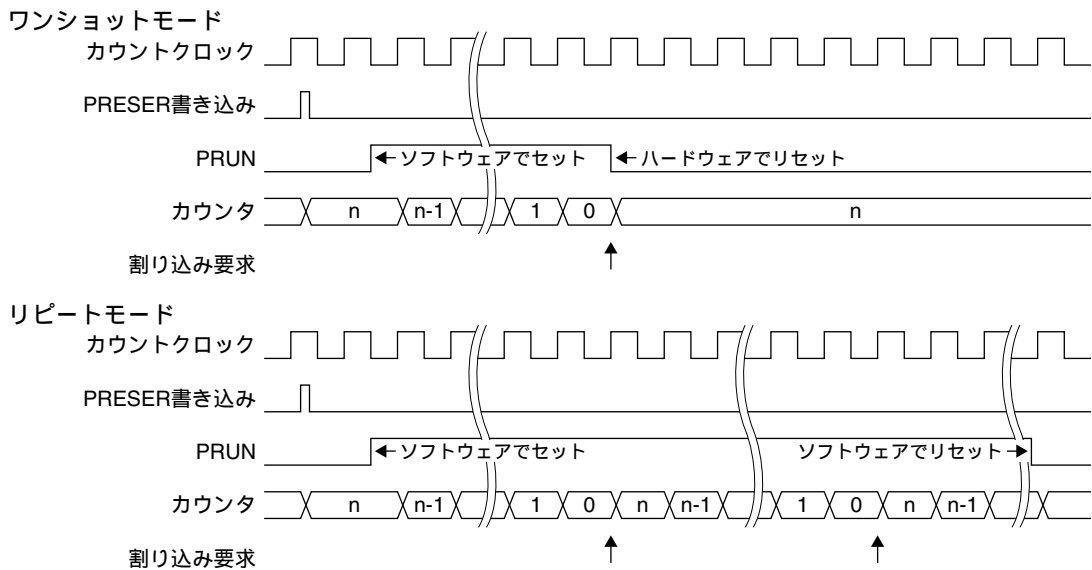 ワンショットモード
カウントクロック
PRESER書き込み
PRUN ソフトウェアでセット ハードウェアでリセット
カウンタ n n-1 1 0 n
割り込み要求
リピートモード
カウントクロック
PRESER書き込み
PRUN ソフトウェアでセット ソフトウェアでリセット
カウンタ n n-1 1 0 n n-1 1 0 n n-1
割り込み要求